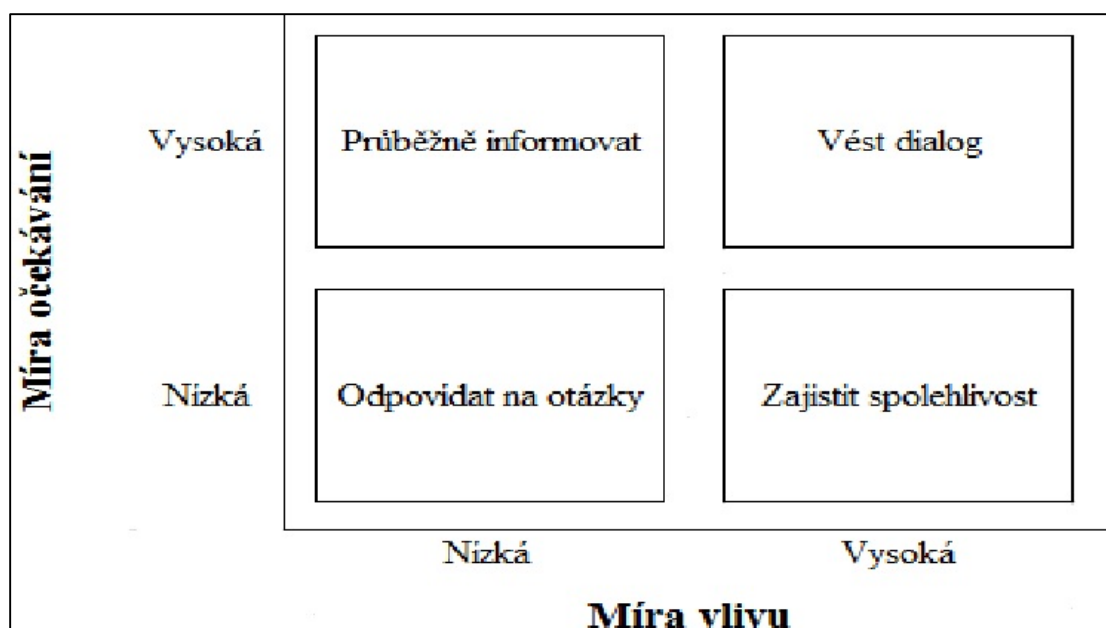 Míra očekávání
Vysoká
Průběžně informovat
Vést dialog
Nízká
Odpovídat na otázky
Zajistit spolehlivost
Nízká
Vysoká
Míra vlivu